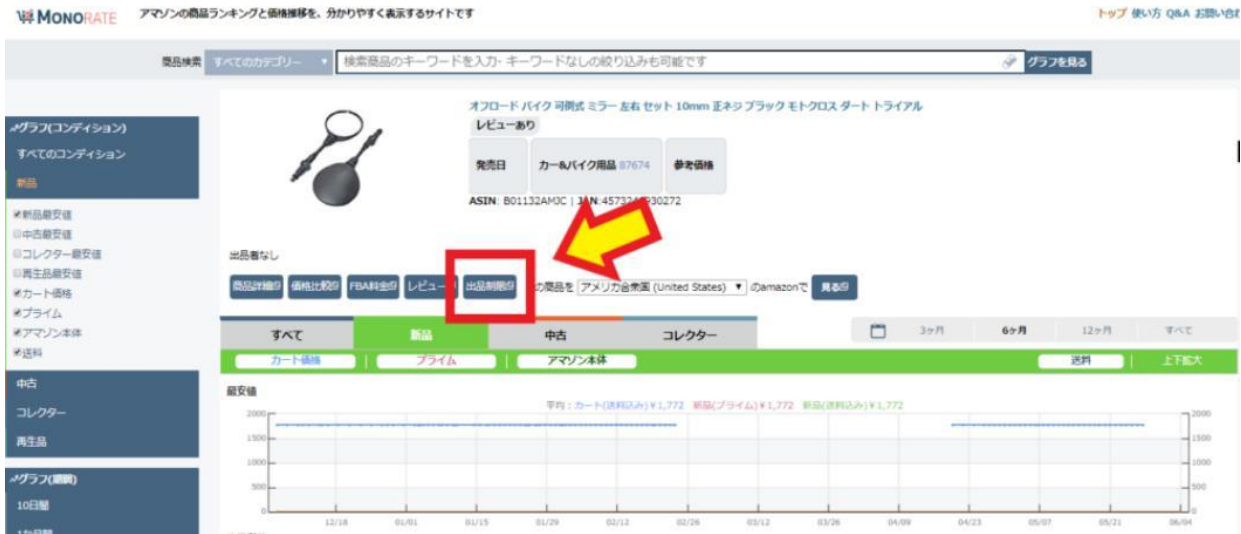 MONORATE アマゾンの商品ランキングと価格推移を、分かりやすく表示するサイトです
トップ 使い方 Q&A お問い合わ
商品検索 すべてのカテゴリー ▼ 検索商品のキーワードを入力・キーワードなしの絞り込みも可能です グラフを見る
オフロード バイク 可倒式 ミラー 左右 セット 10mm 正ネジ ブラック モトクロス ダート トライアル
レビューあり
発売日 カー&バイク用品 87674 参考価格
ASIN: B01132AMJC
出品者なし
商品詳細 価格比較 FBA料金 レビュー 出品制限 の商品を アメリカ合衆国 (United States) ▼ のamazonで 見る
グラフ(コンディション)
すべてのコンディション
新品
新品最安値
中古最安値
コレクター最安値
再生品最安値
カート価格
プライム
アマゾン本体
送料
中古
コレクター
再生品
グラフ(期間)
10日間
すべて 新品 中古 コレクター
3ヶ月 6ヶ月 12ヶ月 すべて
カート価格 | プライム | アマゾン本体 送料 | 上下拡大
最安値
平均：カート(送料込み)￥1,772 新品(プライム)￥1,772 新品(送料込み)￥1,772
2000 2000
1500 1500
1000 1000
500 500
0 0
12/18 01/01 01/15 01/29 02/12 02/26 03/12 03/26 04/09 04/23 05/07 05/21 06/04